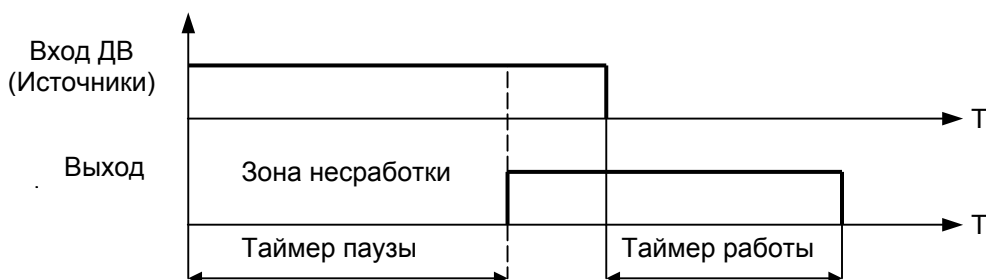 Вход ДВ
(Источники)
T
Выход
Зона несработки
T
Таймер паузы
Таймер работы